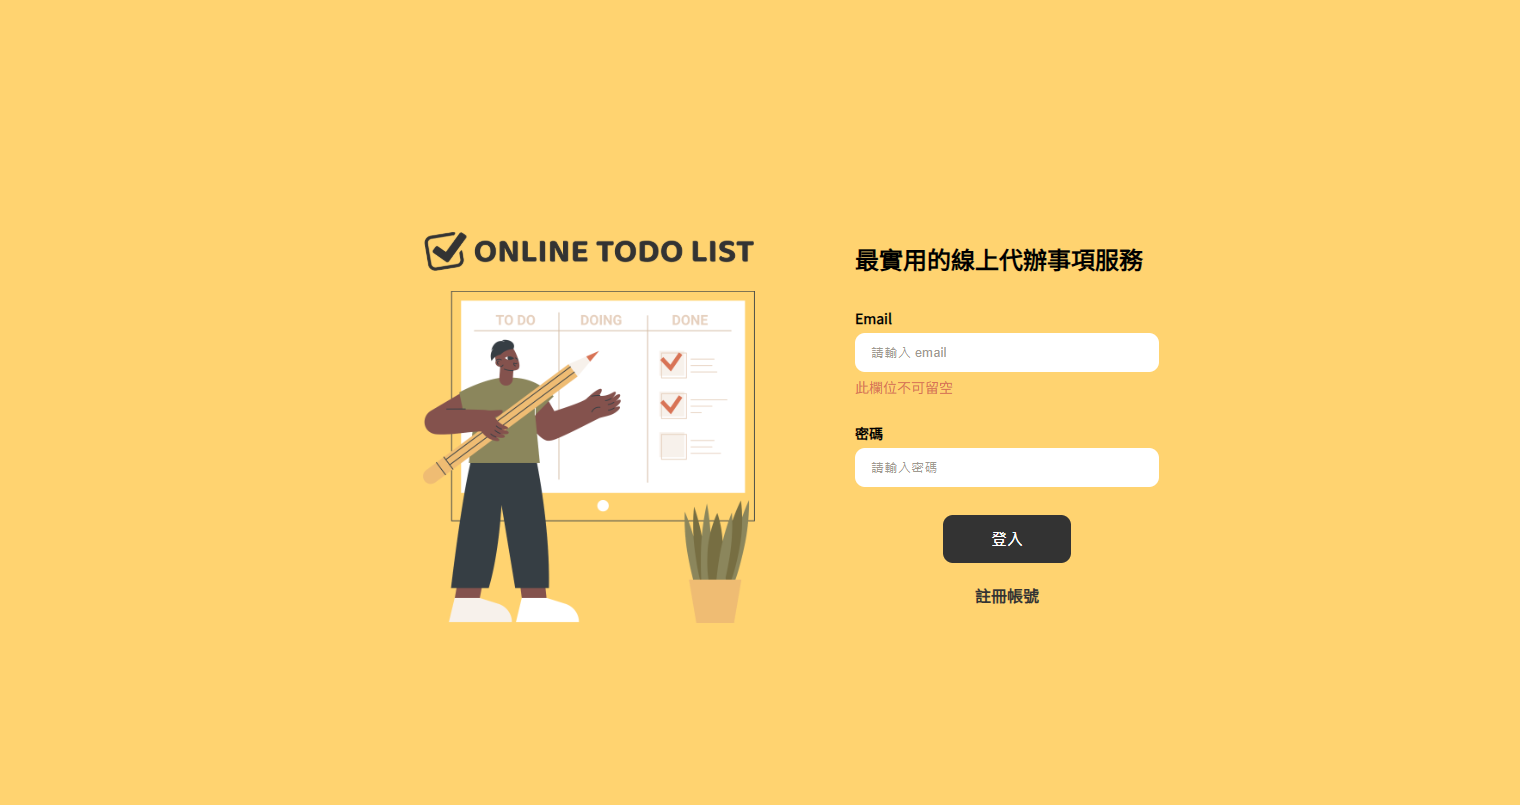 ONLINE TODO LIST
TO DO DOING DONE
最實用的線上代辦事項服務
Email
請輸入 email
此欄位不可留空
密碼
請輸入密碼
登入
註冊帳號